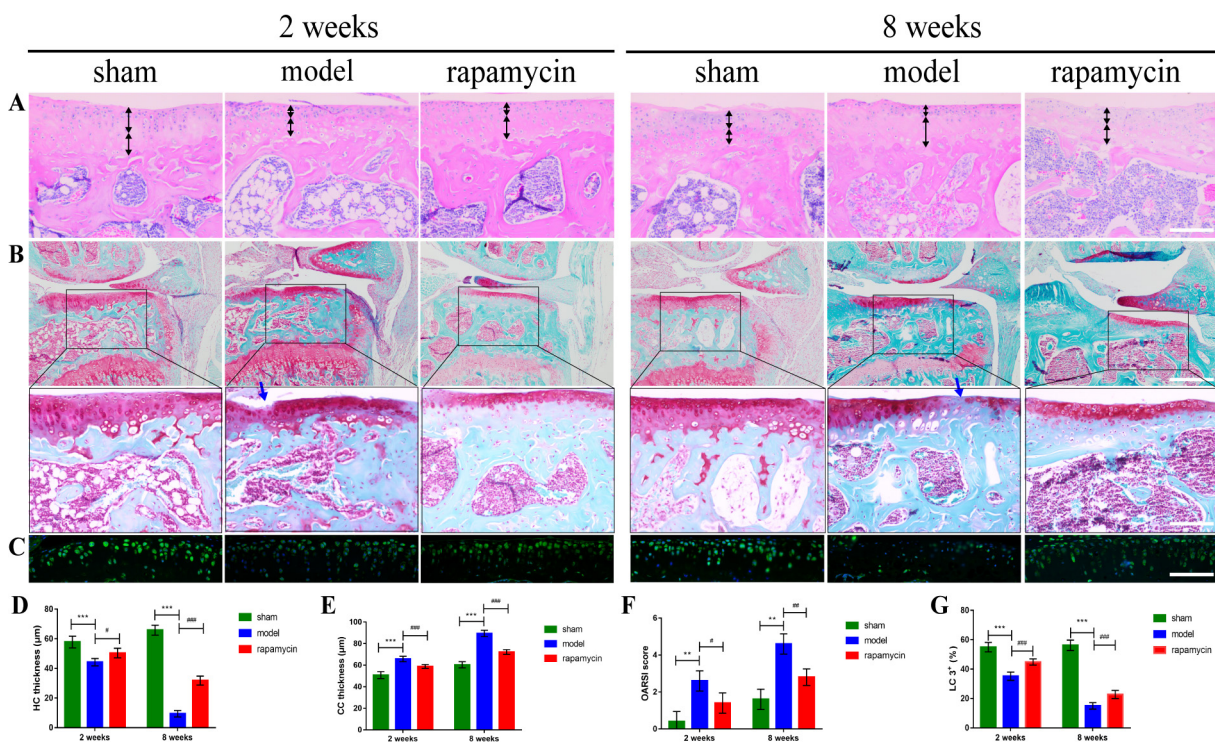 2 weeks 8 weeks
sham model rapamycin sham model rapamycin
A
B
C
D
HC thickness (μm)
80
60
40
20
0
***
#
***
###
sham
model
rapamycin
2 weeks 8 weeks
E
CC thickness (μm)
100
80
60
40
20
0
***
###
***
###
sham
model
rapamycin
2 weeks 8 weeks
F
OARSI score
6
4
2
0
**
#
**
##
sham
model
rapamycin
2 weeks 8 weeks
G
LC 3⁺ (%)
80
60
40
20
0
***
###
***
###
sham
model
rapamycin
2 weeks 8 weeks